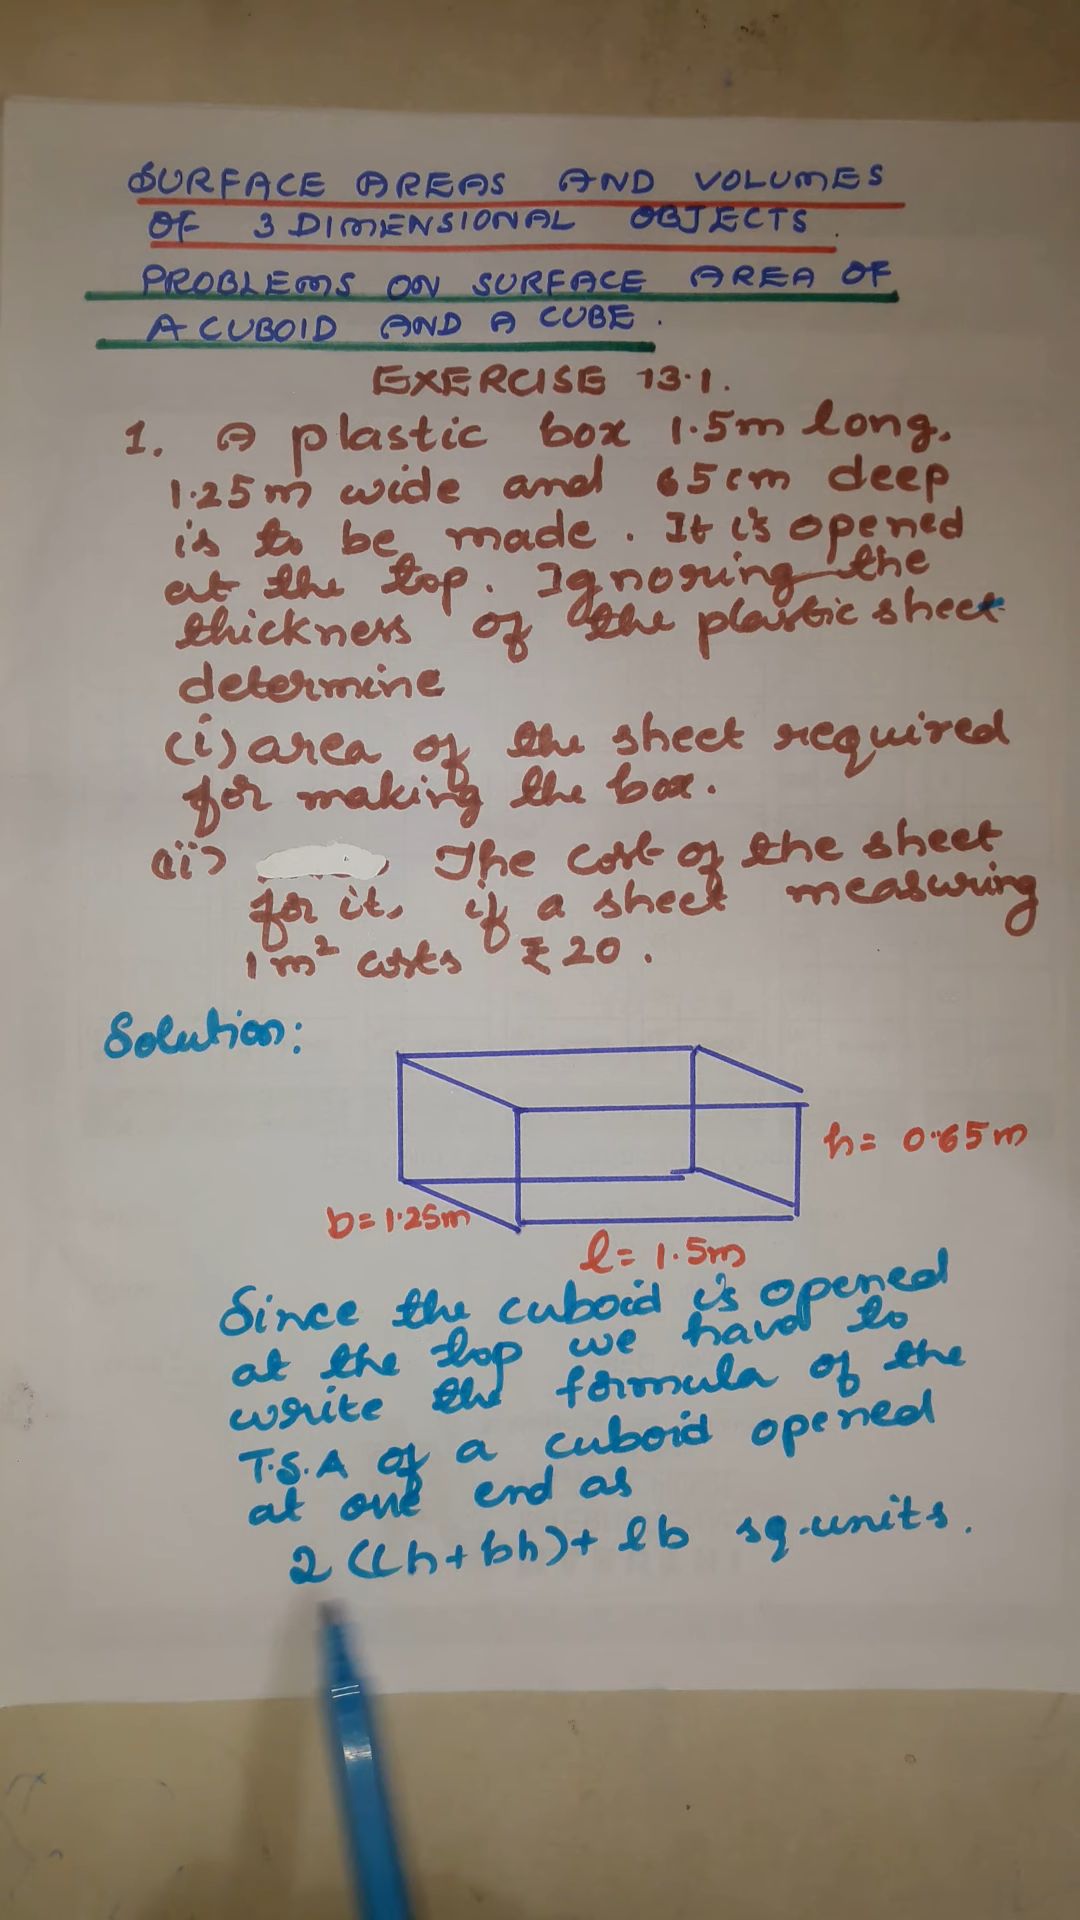 SURFACE AREAS AND VOLUMES
OF 3 DIMENSIONAL OBJECTS.
PROBLEMS ON SURFACE AREA OF
A CUBOID AND A CUBE.
EXERCISE 13.1.
1. A plastic box 1.5m long,
1.25m wide and 65cm deep
is to be made. It is opened
at the top. Ignoring the
thickness of the plastic sheet
determine
(i) area of the sheet required
for making the box.
(ii) The cost of the sheet
for it, if a sheet measuring
1m² costs ₹20.
Solution:
h= 0.65m
b=1.25m
l= 1.5m
Since the cuboid is opened
at the top we have to
write the formula of the
T.S.A of a cuboid opened
at one end as
2(lh+bh)+lb sq.units.